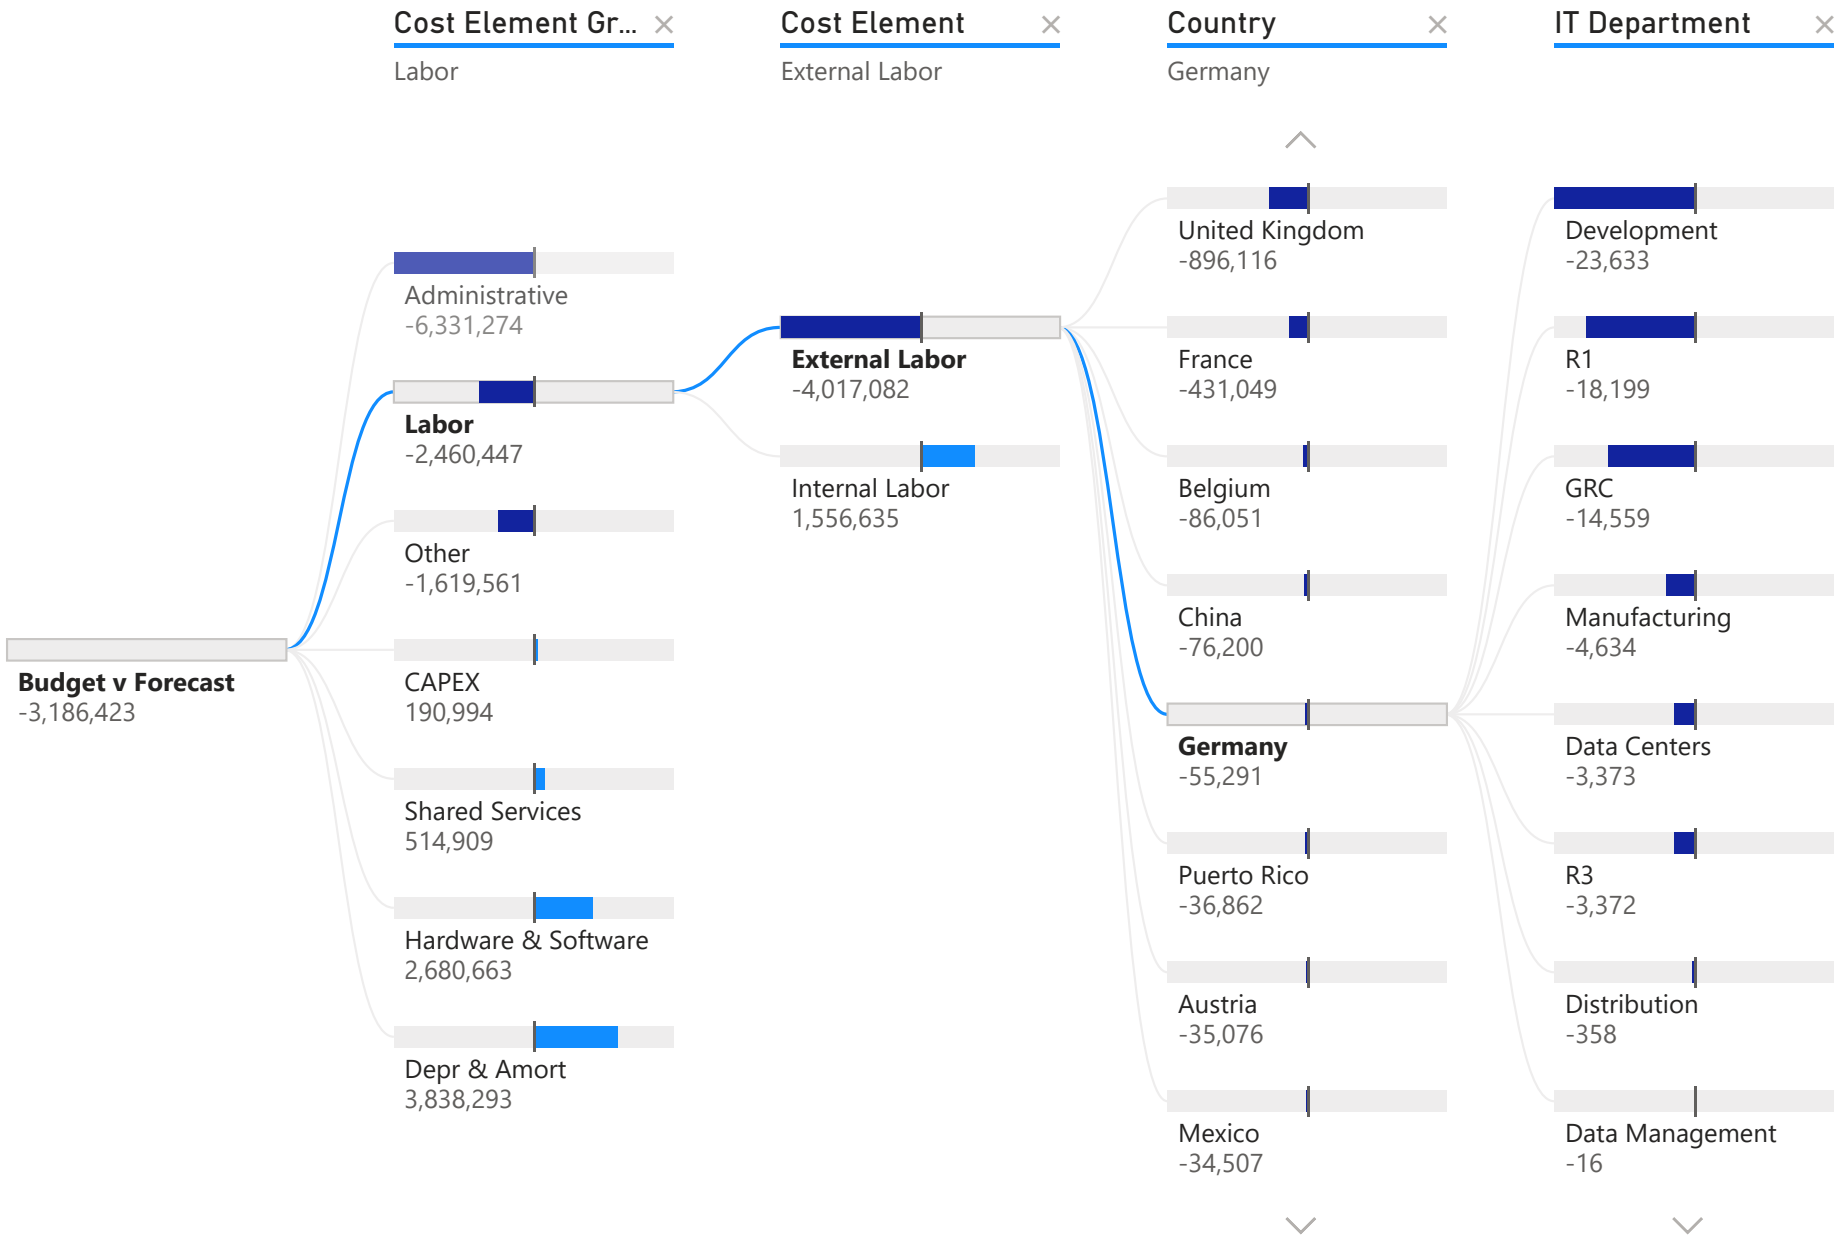 Cost Element Gr...
Labor
Cost Element
External Labor
Country
Germany
IT Department
Budget v Forecast
-3,186,423
Administrative
-6,331,274
Labor
-2,460,447
Other
-1,619,561
CAPEX
190,994
Shared Services
514,909
Hardware & Software
2,680,663
Depr & Amort
3,838,293
External Labor
-4,017,082
Internal Labor
1,556,635
United Kingdom
-896,116
France
-431,049
Belgium
-86,051
China
-76,200
Germany
-55,291
Puerto Rico
-36,862
Austria
-35,076
Mexico
-34,507
Development
-23,633
R1
-18,199
GRC
-14,559
Manufacturing
-4,634
Data Centers
-3,373
R3
-3,372
Distribution
-358
Data Management
-16